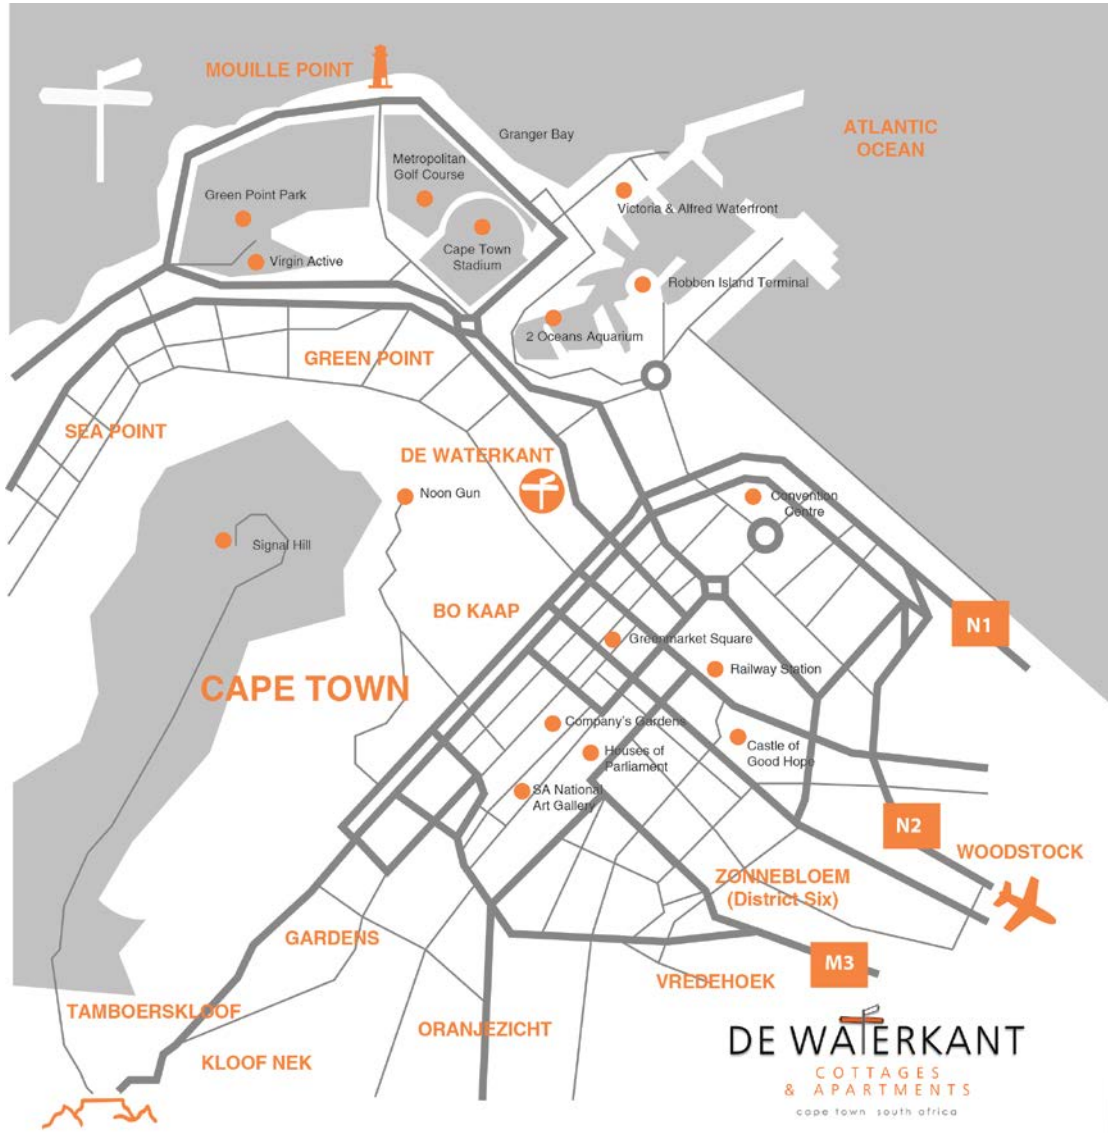 MOUILLE POINT
ATLANTIC
OCEAN
Granger Bay
Metropolitan
Golf Course
Green Point Park
Victoria & Alfred Waterfront
Cape Town
Stadium
Virgin Active
Robben Island Terminal
2 Oceans Aquarium
GREEN POINT
SEA POINT
DE WATERKANT
Noon Gun
Convention
Centre
Signal Hill
BO KAAP
N1
Greenmarket Square
Railway Station
CAPE TOWN
Company's Gardens
Houses of
Parliament
Castle of
Good Hope
SA National
Art Gallery
N2
WOODSTOCK
ZONNEBLOEM
(District Six)
GARDENS
M3
VREDEHOEK
TAMBOERSKLOOF
ORANJEZICHT
KLOOF NEK
DE WATERKANT
COTTAGES
& APARTMENTS
cape town south africa